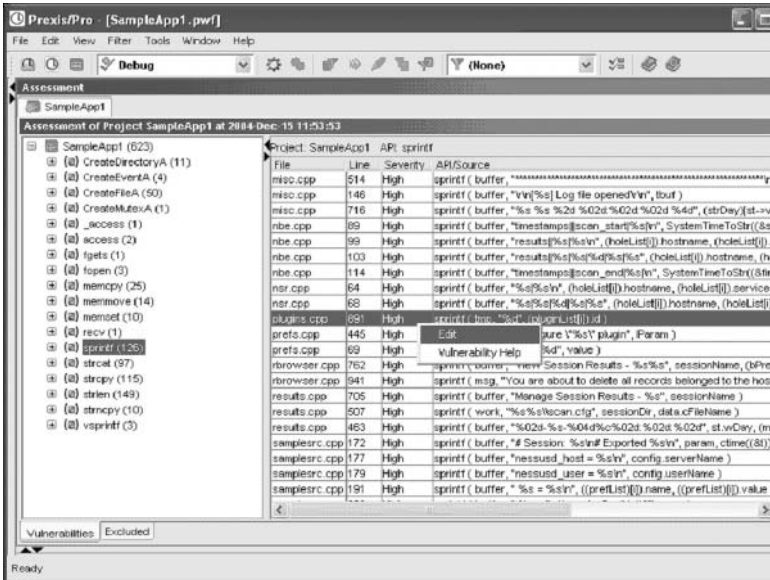 Prexis/Pro - [SampleApp1.pwf]
File Edit View Filter Tools Window Help
Debug
(None)
Assessment
SampleApp1
Assessment of Project SampleApp1 at 2004-Dec-15 11:53:53
SampleApp1 (623)
(@) CreateDirectoryA (11)
(@) CreateEventA (4)
(@) CreateFileA (50)
(@) CreateMutexA (1)
(@) _access (1)
(@) access (2)
(@) fgets (1)
(@) fopen (3)
(@) memcpy (25)
(@) memmove (14)
(@) memset (10)
(@) recv (1)
(@) sprintf (126)
(@) strcat (97)
(@) strcpy (115)
(@) strlen (149)
(@) strncpy (10)
(@) vsprintf (3)
Project: SampleApp1 API: sprintf
File Line Severity API/Source
misc.cpp 514 High sprintf ( buffer,
misc.cpp 146 High sprintf ( buffer, "\r\n[%s] Log file opened\r\n", tbuf )
misc.cpp 716 High sprintf ( buffer, "%s %s %2d %02d:%02d:%02d %4d", (strDay)[st->
nbe.cpp 89 High sprintf ( buffer, "timestamps||scan_start|%s|\n", SystemTimeToStr((&s
nbe.cpp 99 High sprintf ( buffer, "results|%s|%s\n", (holeList[i]).hostname, (holeList[i]).
nbe.cpp 103 High sprintf ( buffer, "results|%s|%s|%d|%s|%s", (holeList[i]).hostname, (h
nbe.cpp 114 High sprintf ( buffer, "timestamps||scan_end|%s|\n", SystemTimeToStr((&fi
nsr.cpp 64 High sprintf ( buffer, "%s|%s\n", (holeList[i]).hostname, (holeList[i]).service
nsr.cpp 68 High sprintf ( buffer, "%s|%s|%d|%s|%s", (holeList[i]).hostname, (holeList[i]
plugins.cpp 891 High sprintf ( tmp, "%d", (pluginList[i]).id )
prefs.cpp 445 High Edit ure \"%s\" plugin", lParam )
prefs.cpp 69 High Vulnerability Help %d", value )
rbrowser.cpp 762 High sprintf ( buffer, "View Session Results - %s%s", sessionName, (bPre
rbrowser.cpp 941 High sprintf ( msg, "You are about to delete all records belonged to the hos
results.cpp 705 High sprintf ( buffer, "Manage Session Results - %s", sessionName )
results.cpp 507 High sprintf ( work, "%s%s\\scan.cfg", sessionDir, data.cFileName )
results.cpp 463 High sprintf ( buffer, "%02d-%s-%04d%c%02d:%02d:%02d", st.wDay, (m
samplesrc.cpp 172 High sprintf ( buffer, "# Session: %s\n# Exported %s\n", param, ctime((&t))
samplesrc.cpp 177 High sprintf ( buffer, "nessusd_host = %s\n", config.serverName )
samplesrc.cpp 179 High sprintf ( buffer, "nessusd_user = %s\n", config.userName )
samplesrc.cpp 191 High sprintf ( buffer, " %s = %s\n", ((prefList)[i]).name, ((prefList)[i]).value
Vulnerabilities Excluded
Ready